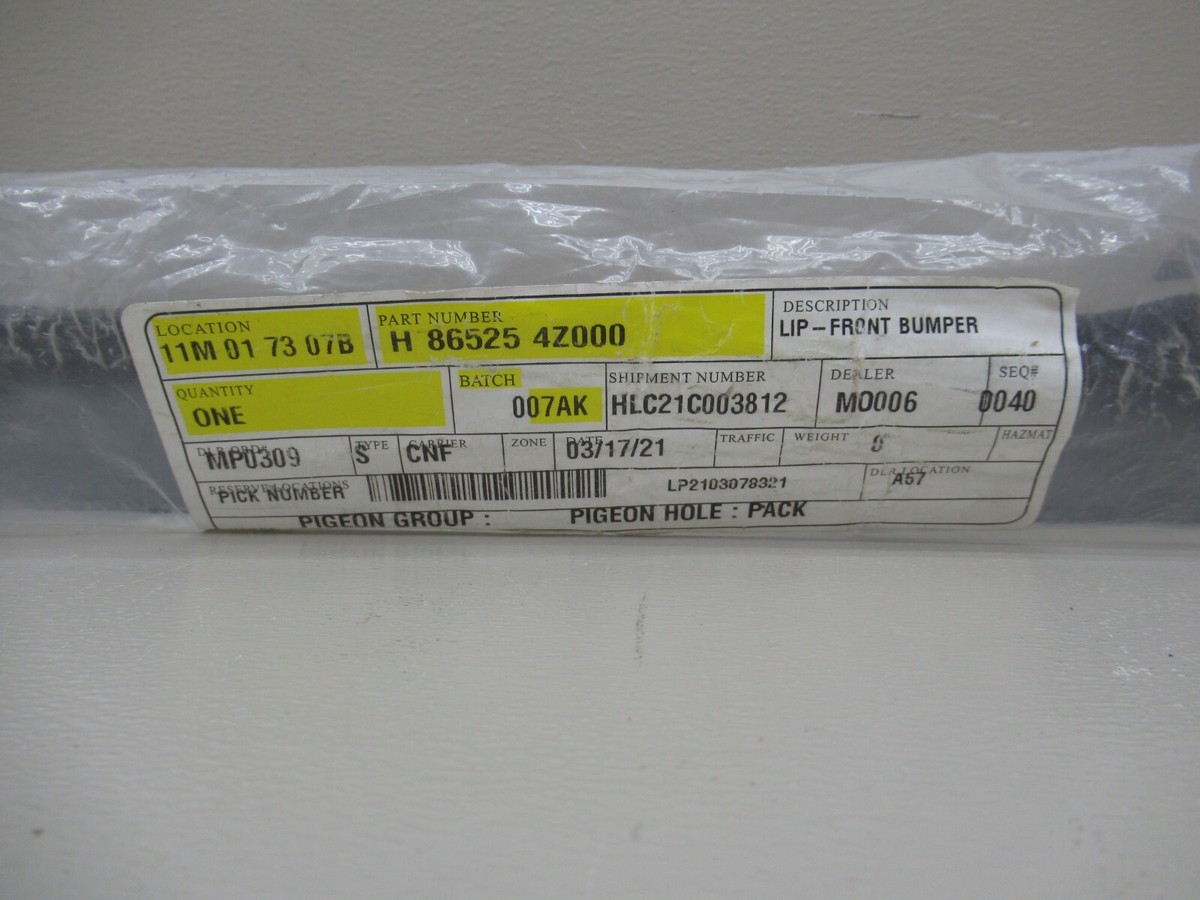 LOCATION PART NUMBER DESCRIPTION
11M 01 73 07B H 86525 4Z000 LIP-FRONT BUMPER
QUANTITY BATCH SHIPMENT NUMBER DEALER SEQ#
ONE 007AK HLC21C003812 MO006 0040
DLR ORD# TYPE CARRIER ZONE DATE TRAFFIC WEIGHT HAZMAT
MP0309 S CNF 03/17/21
RESERVE LOCATIONS DLR LOCATION
PICK NUMBER LP2103078321 A57
PIGEON GROUP : PIGEON HOLE : PACK